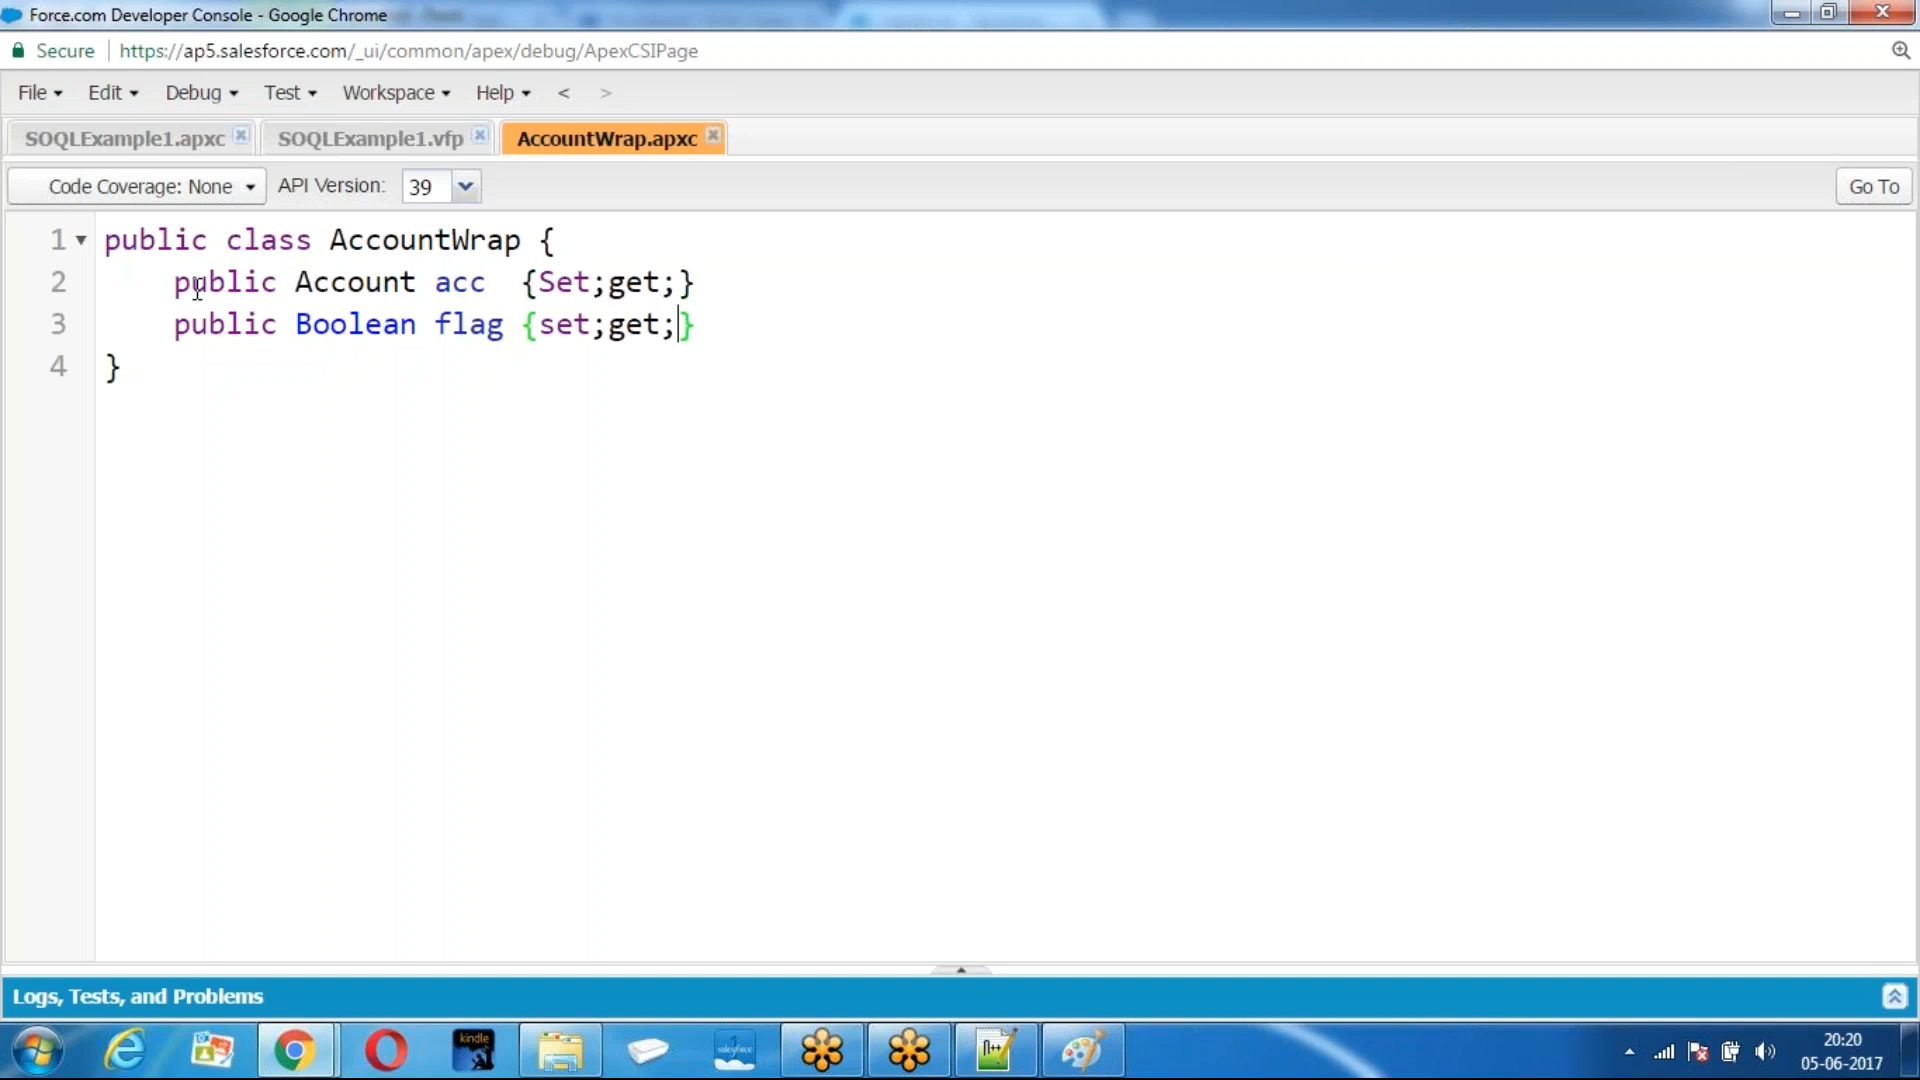 Force.com Developer Console - Google Chrome
Secure https://ap5.salesforce.com/_ui/common/apex/debug/ApexCSIPage
File Edit Debug Test Workspace Help < >
SOQLExample1.apxc SOQLExample1.vfp AccountWrap.apxc
Code Coverage: None API Version: 39 Go To
1 public class AccountWrap {
2 public Account acc {Set;get;}
3 public Boolean flag {set;get;}
4 }
Logs, Tests, and Problems
kindle
salesforce
20:20
05-06-2017